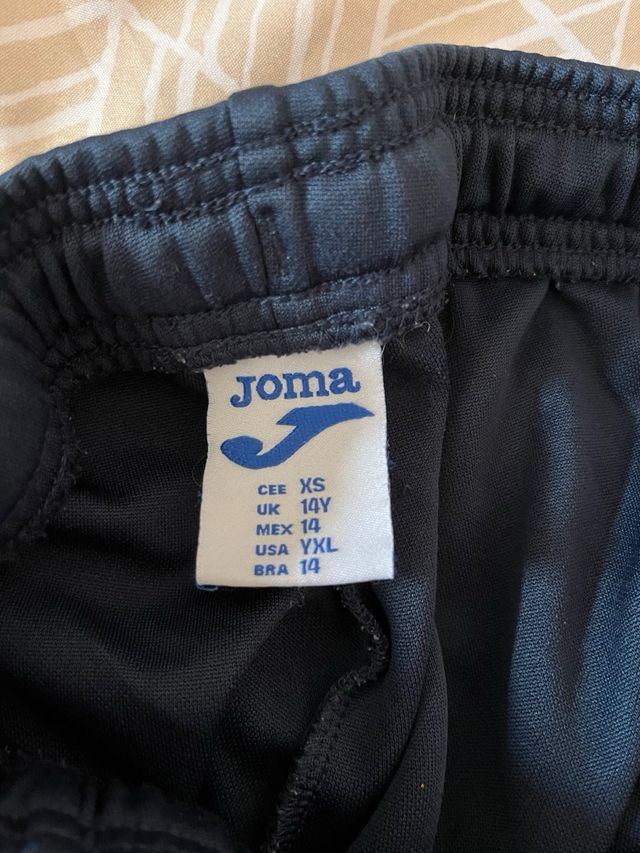 Joma
CEE XS
UK 14Y
MEX 14
USA YXL
BRA 14